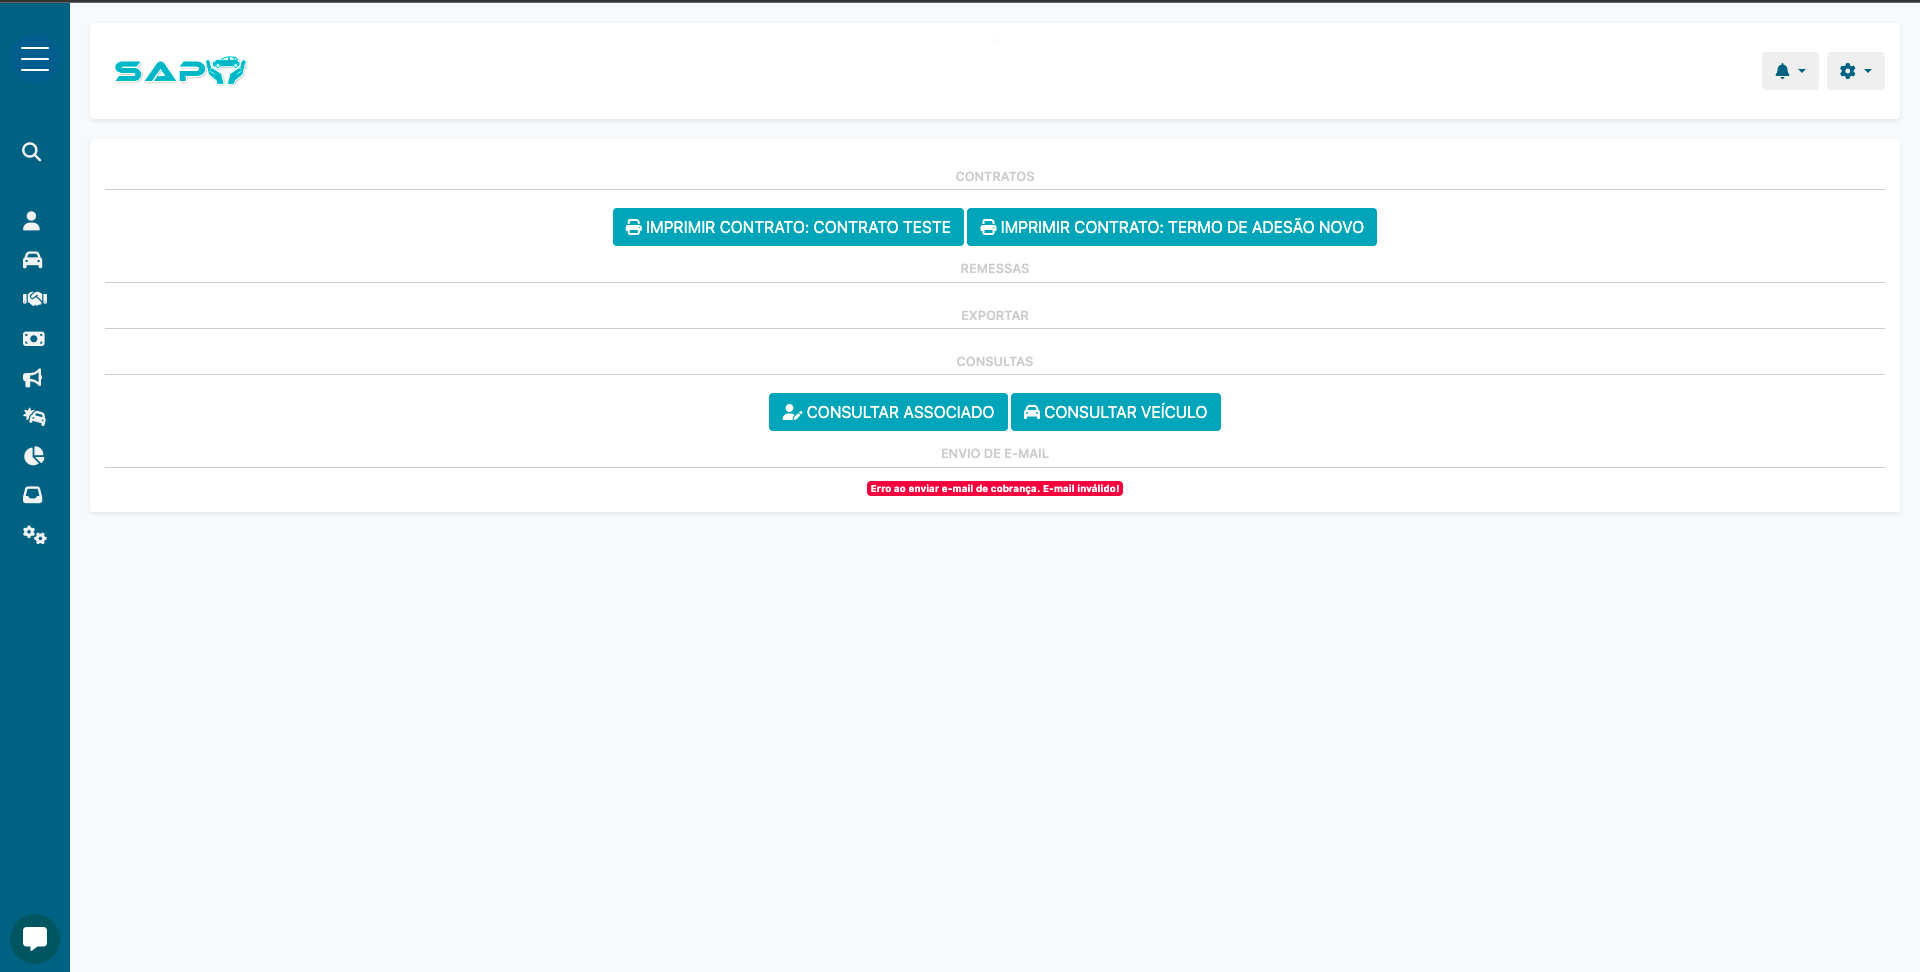 SAPY
CONTRATOS
IMPRIMIR CONTRATO: CONTRATO TESTE
IMPRIMIR CONTRATO: TERMO DE ADESÃO NOVO
REMESSAS
EXPORTAR
CONSULTAS
CONSULTAR ASSOCIADO
CONSULTAR VEÍCULO
ENVIO DE E-MAIL
Erro ao enviar e-mail de cobrança. E-mail inválido!